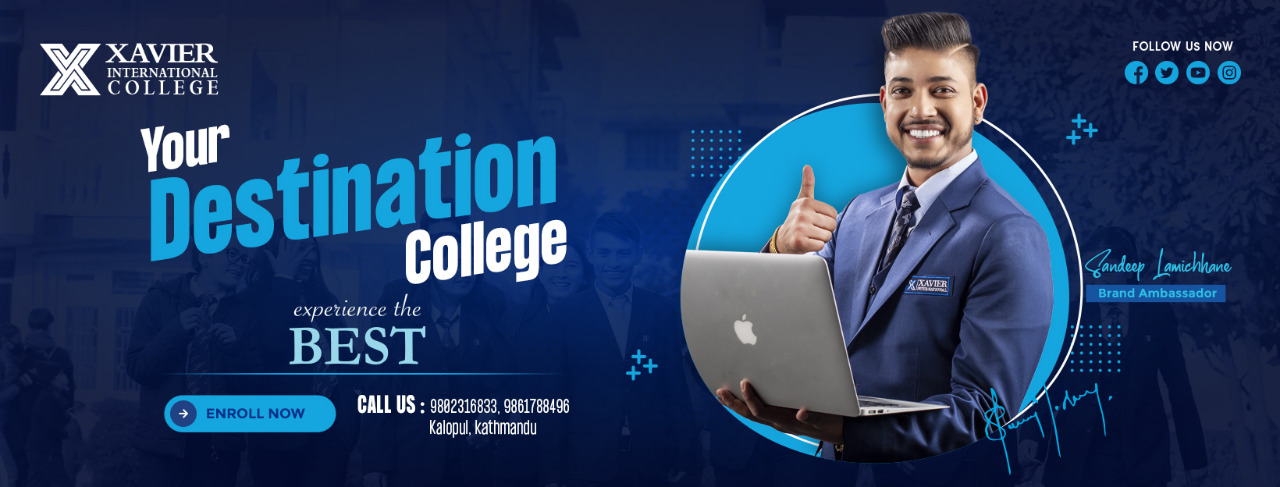 XAVIER
INTERNATIONAL
COLLEGE
FOLLOW US NOW
Your
Destination
College
experience the
BEST
ENROLL NOW
CALL US : 9802316833, 9861788496
Kalopul, kathmandu
XAVIER
INTERNATIONAL
Sandeep Lamichhane
Brand Ambassador